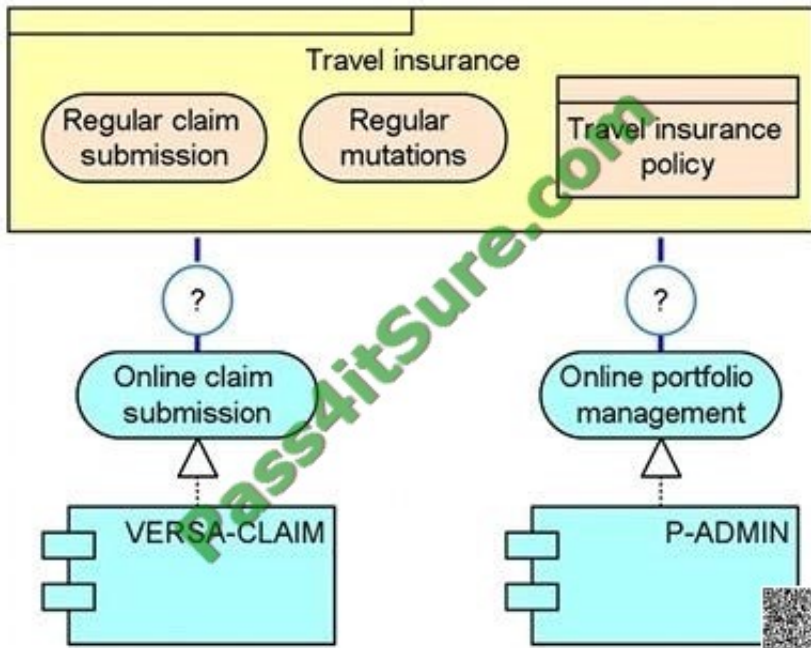 Travel insurance
Regular claim
submission
Regular
mutations
Travel insurance
policy
?
?
Online claim
submission
Online portfolio
management
VERSA-CLAIM
P-ADMIN
Pass4itSure.com